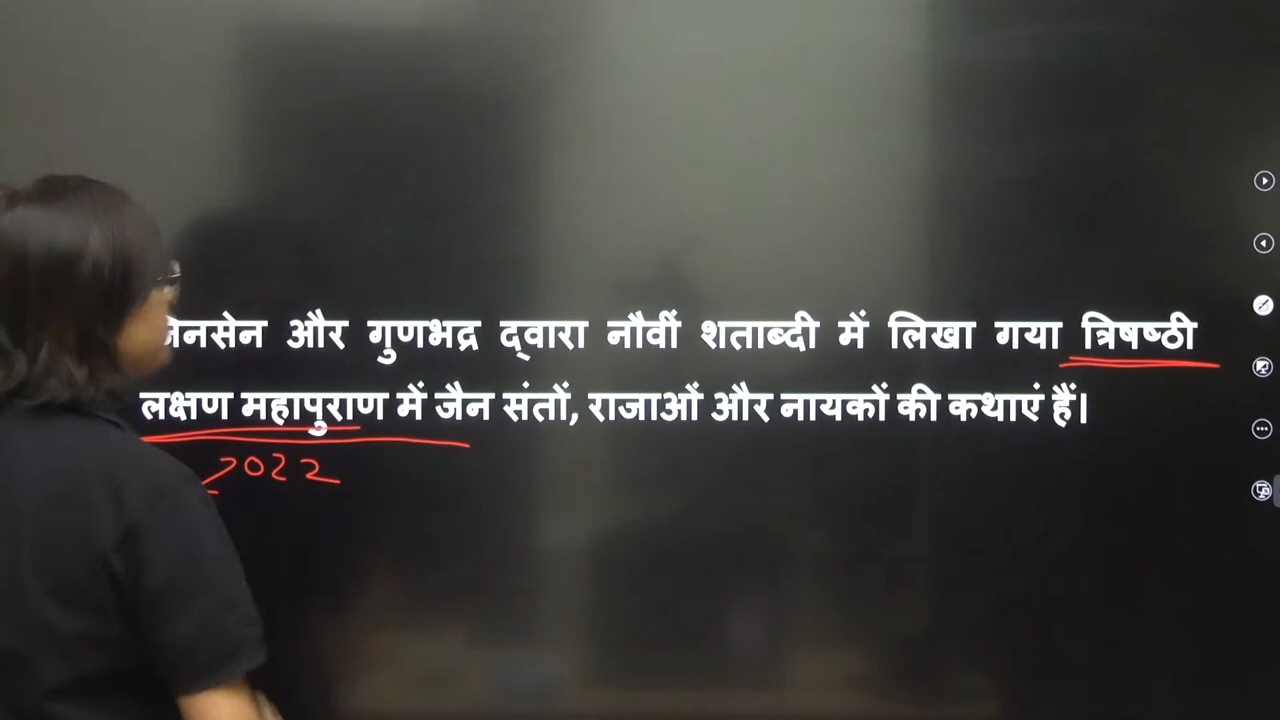 जिनसेन और गुणभद्र द्वारा नौवीं शताब्दी में लिखा गया त्रिषष्ठी
लक्षण महापुराण में जैन संतों, राजाओं और नायकों की कथाएं हैं।
2022